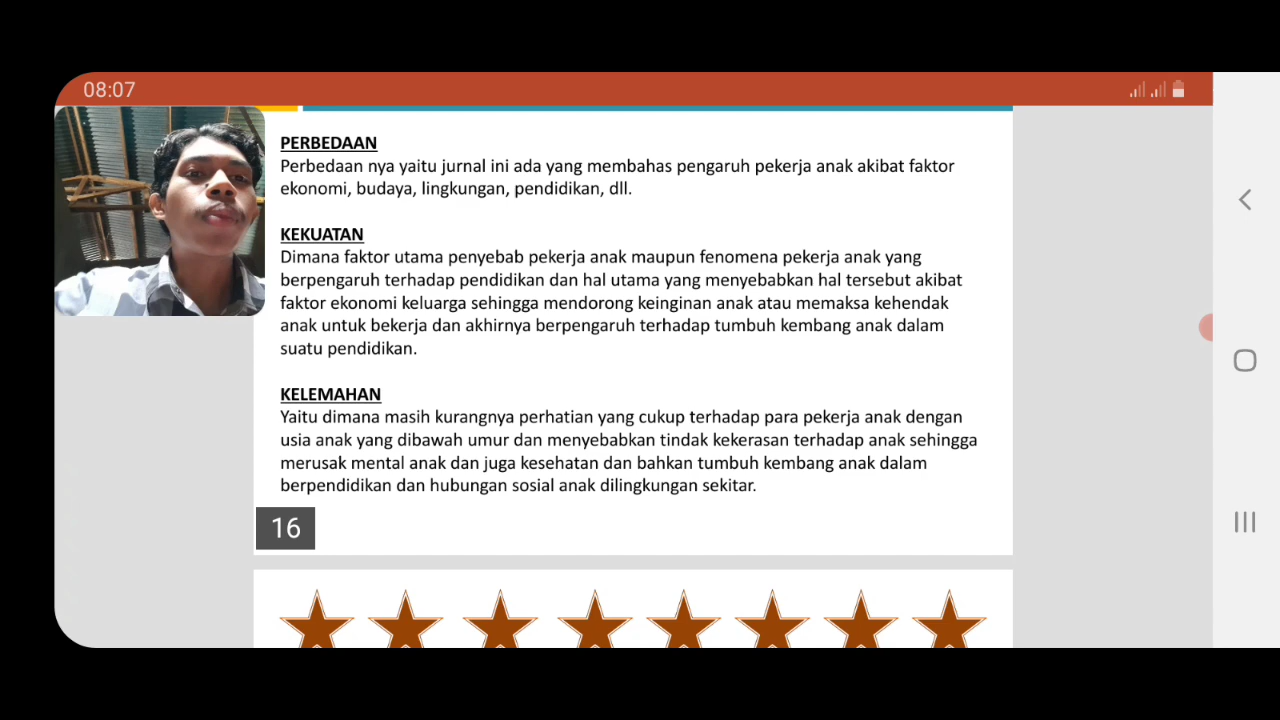 08:07
PERBEDAAN
Perbedaan nya yaitu jurnal ini ada yang membahas pengaruh pekerja anak akibat faktor
ekonomi, budaya, lingkungan, pendidikan, dll.
KEKUATAN
Dimana faktor utama penyebab pekerja anak maupun fenomena pekerja anak yang
berpengaruh terhadap pendidikan dan hal utama yang menyebabkan hal tersebut akibat
faktor ekonomi keluarga sehingga mendorong keinginan anak atau memaksa kehendak
anak untuk bekerja dan akhirnya berpengaruh terhadap tumbuh kembang anak dalam
suatu pendidikan.
KELEMAHAN
Yaitu dimana masih kurangnya perhatian yang cukup terhadap para pekerja anak dengan
usia anak yang dibawah umur dan menyebabkan tindak kekerasan terhadap anak sehingga
merusak mental anak dan juga kesehatan dan bahkan tumbuh kembang anak dalam
berpendidikan dan hubungan sosial anak dilingkungan sekitar.
16